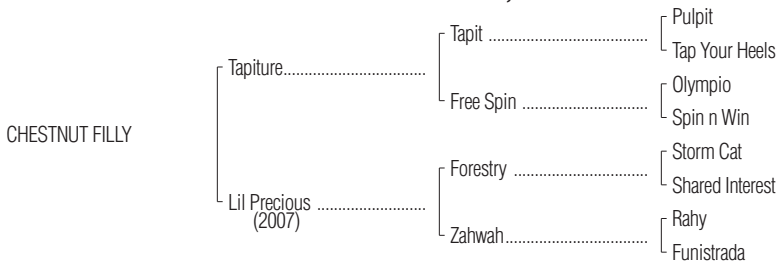 Pulpit
Tapit ........................................
Tap Your Heels
Tapiture...................................
Olympio
Free Spin ................................
Spin n Win
CHESTNUT FILLY
Storm Cat
Forestry ..................................
Shared Interest
Lil Precious ...........................
(2007)
Rahy
Zahwah....................................
Funistrada